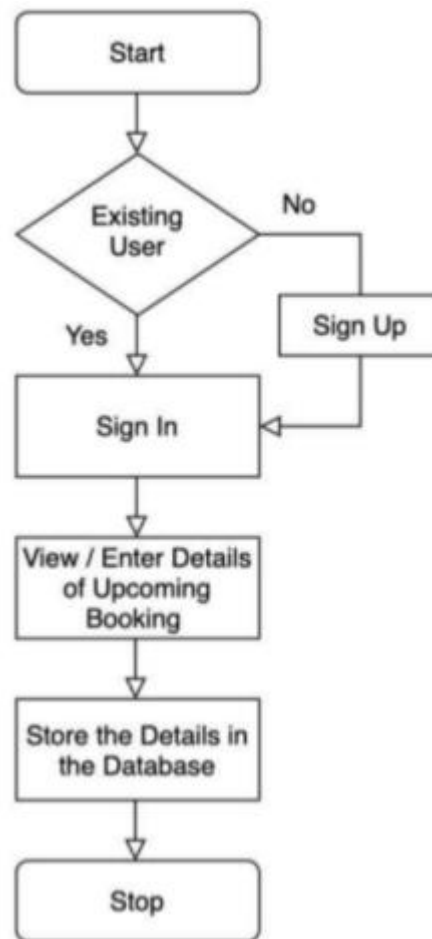 Start
Existing
User
No
Yes
Sign Up
Sign In
View / Enter Details
of Upcoming
Booking
Store the Details in
the Database
Stop